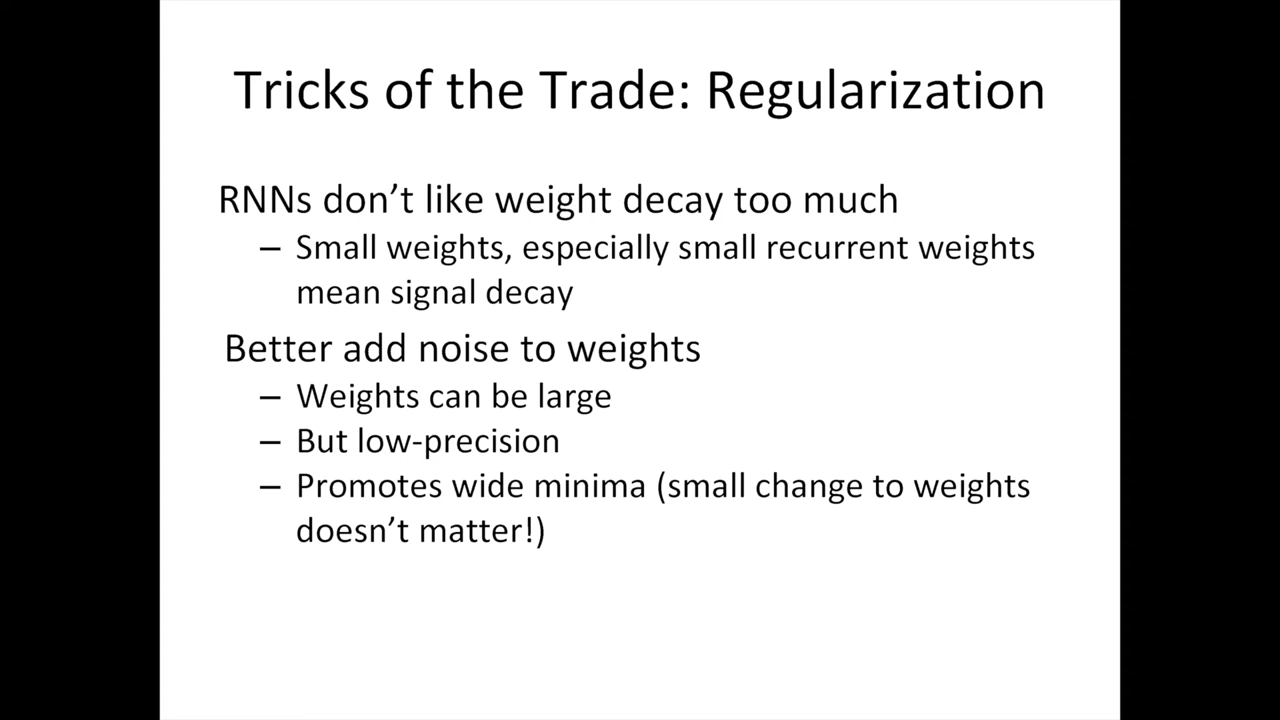 Tricks of the Trade: Regularization
RNNs don’t like weight decay too much
– Small weights, especially small recurrent weights
mean signal decay
Better add noise to weights
– Weights can be large
– But low-precision
– Promotes wide minima (small change to weights
doesn’t matter!)